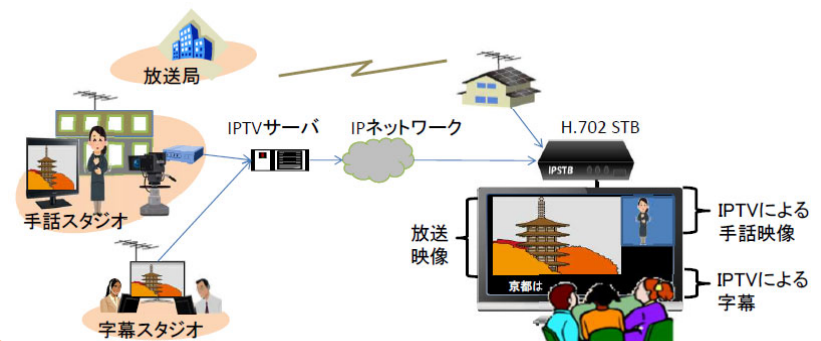 放送局
IPTVサーバ
IPネットワーク
H.702 STB
IPSTB
手話スタジオ
放送
映像
IPTVによる
手話映像
京都は
IPTVによる
字幕
字幕スタジオ